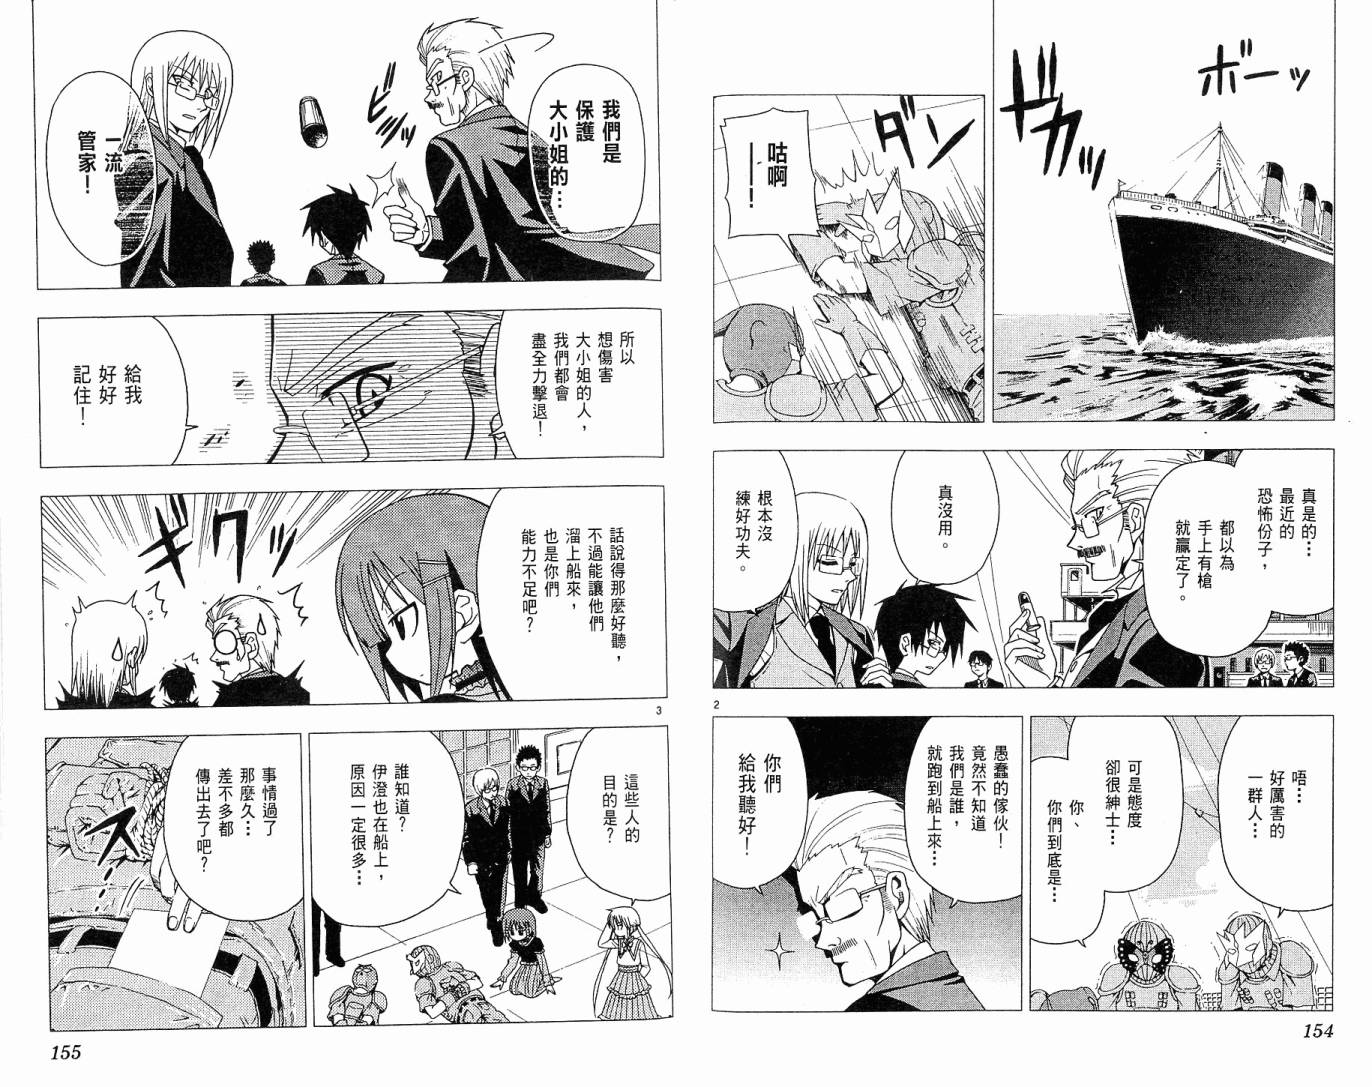 ボーッ
ドカッ
ダン
咕啊
——！
真是的…
最近的
恐怖份子，
都以為
手上有槍
就贏定了。
真沒用。
根本沒
練好功夫。
2
唔…
好厲害的
一群人…
可是態度
卻很紳士…
你、
你們到底是…
愚蠢的傢伙！
竟然不知道
我們是誰，
就跑到船上來…
你們
給我聽好！
154
我們是
保護
大小姐的…
ビシッ
一流
管家！
所以
想傷害
大小姐的人，
我們都會
盡全力擊退！
給我
好好
記住！
話說得那麼好聽，
不過能讓他們
溜上船來，
也是你們
能力不足吧？
ギクッ
3
這些人的
目的是？
誰知道？
伊澄也在船上，
原因一定很多…
事情過了
那麼久…
差不多都
傳出去了吧？
ス…
155